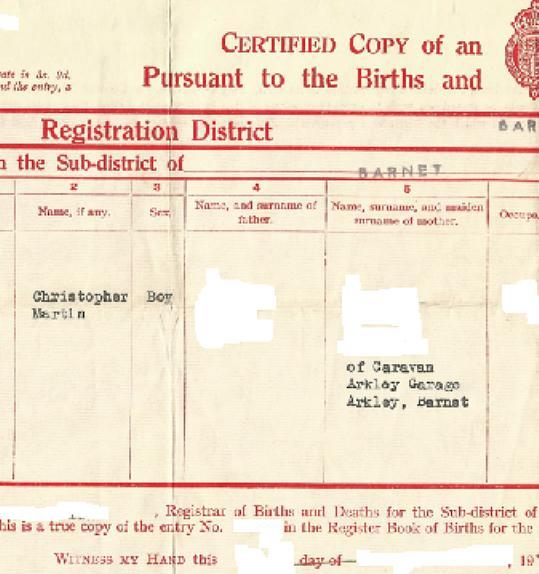 CERTIFIED COPY of an
Pursuant to the Births and
ate is 3s. 9d.
nd the entry, a
Registration District
BAR
n the Sub-district of BARNET
2 3 4 5
Name, if any.
Sex.
Name, and surname of
father.
Name, surname, and maiden
surname of mother.
Occupa
Christopher
Martin
Boy
of Caravan
Arkley Garage
Arkley, Barnet
, Registrar of Births and Deaths for the Sub-district of
his is a true copy of the entry No. in the Register Book of Births for the
WITNESS MY HAND this day of , 19